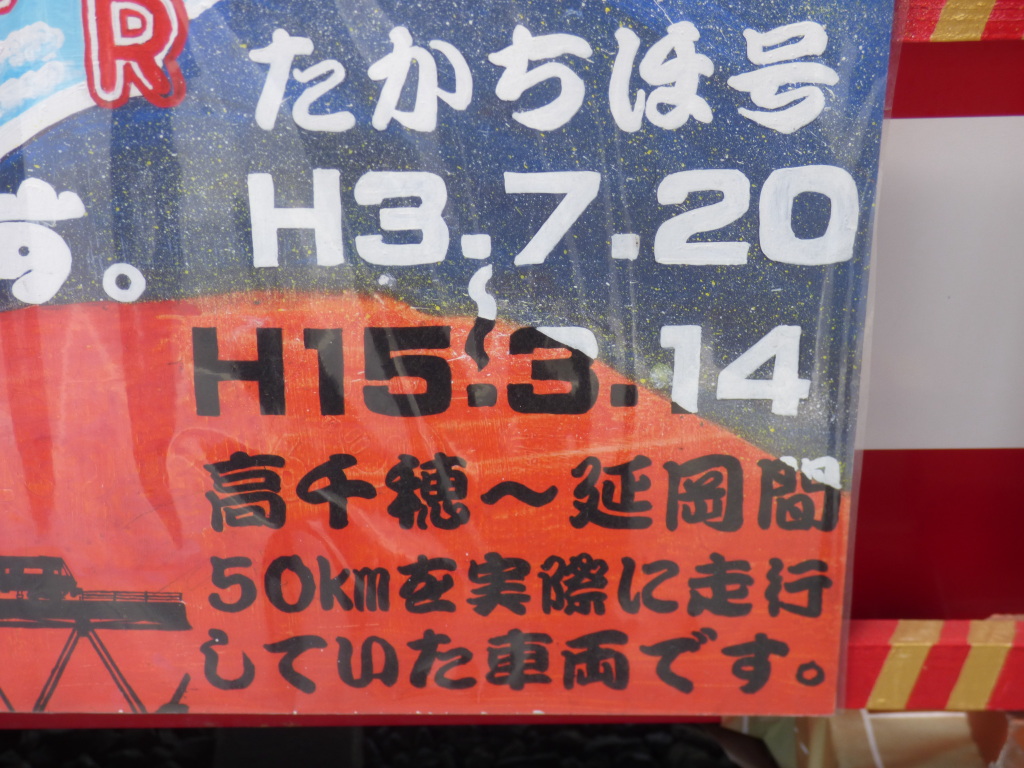 R
たかちほ号
す。
H3.7.20
〜
H15.3.14
高千穂〜延岡間
50kmを実際に走行
していた車両です。